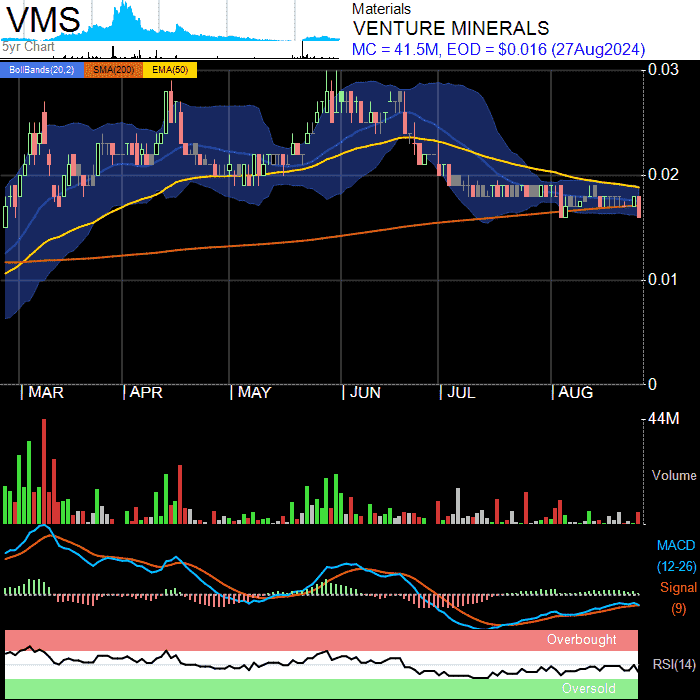 VMS
5yr Chart
Materials
VENTURE MINERALS
MC = 41.5M, EOD = $0.016 (27Aug2024)
BollBands(20,2) SMA(200) EMA(50)
0.03
0.02
0.01
0
MAR APR MAY JUN JUL AUG
44M
Volume
MACD
(12-26)
Signal
(9)
Overbought
RSI(14)
Oversold